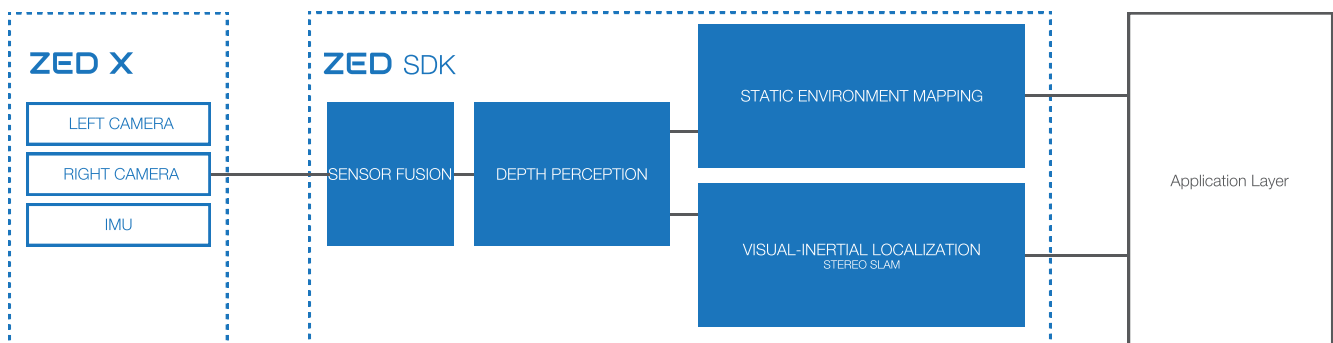 ZED X
LEFT CAMERA
RIGHT CAMERA
IMU
ZED SDK
SENSOR FUSION
DEPTH PERCEPTION
STATIC ENVIRONMENT MAPPING
VISUAL-INERTIAL LOCALIZATION
STEREO SLAM
Application Layer